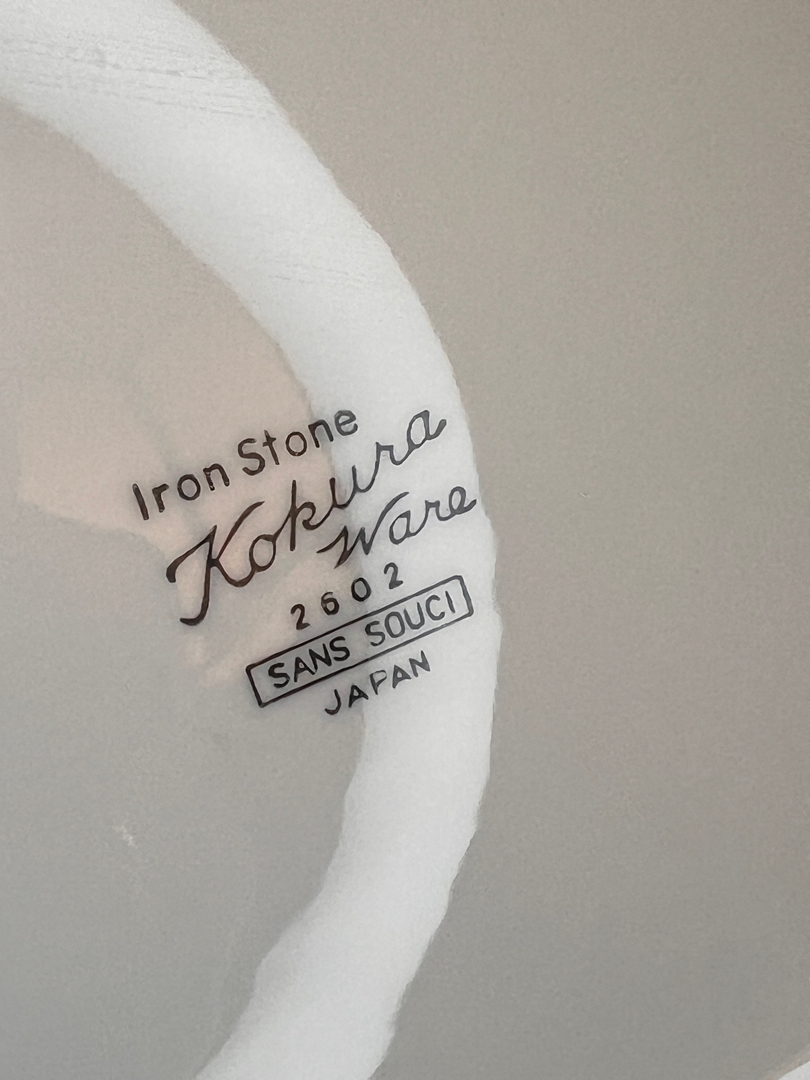 Iron Stone
Kokura
Ware
2602
SANS SOUCI
JAPAN